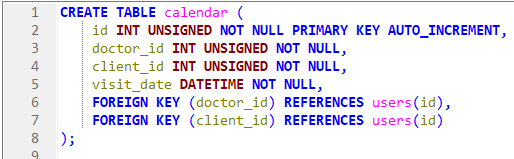 1 CREATE TABLE calendar (
2 id INT UNSIGNED NOT NULL PRIMARY KEY AUTO_INCREMENT,
3 doctor_id INT UNSIGNED NOT NULL,
4 client_id INT UNSIGNED NOT NULL,
5 visit_date DATETIME NOT NULL,
6 FOREIGN KEY (doctor_id) REFERENCES users(id),
7 FOREIGN KEY (client_id) REFERENCES users(id)
8 );
9